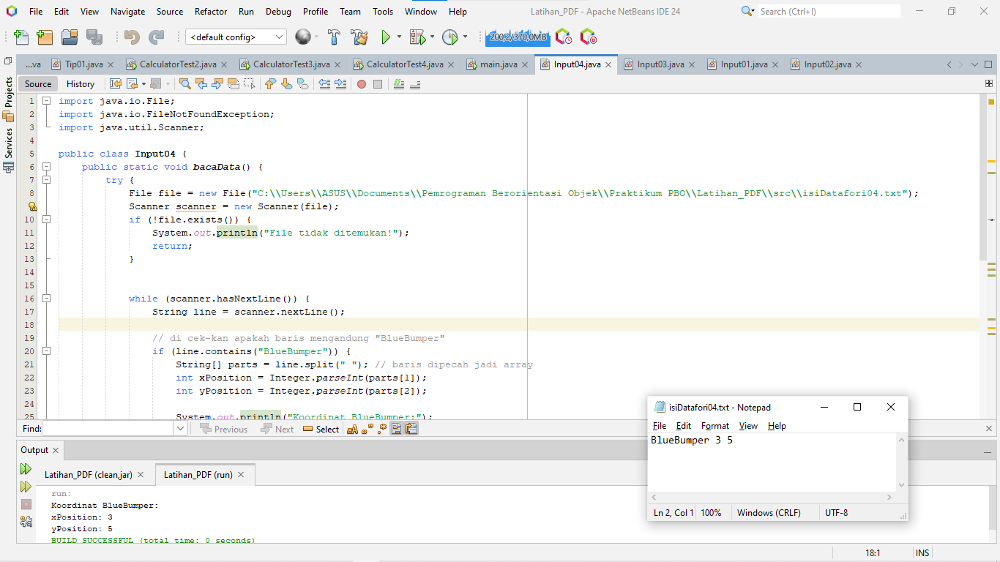 File Edit View Navigate Source Refactor Run Debug Profile Team Tools Window Help Latihan_PDF - Apache NetBeans IDE 24 Search (Ctrl+I)
<default config> 200,2/370,0MB
...va Tip01.java CalculatorTest2.java CalculatorTest3.java CalculatorTest4.java main.java Input04.java Input03.java Input01.java Input02.java
Source History
Projects
Services
1 import java.io.File;
2 import java.io.FileNotFoundException;
3 import java.util.Scanner;
4
5 public class Input04 {
6 public static void bacaData() {
7 try {
8 File file = new File("C:\\Users\\ASUS\\Documents\\Pemrograman Berorientasi Objek\\Praktikum PBO\\Latihan_PDF\\src\\isiDatafori04.txt");
Scanner scanner = new Scanner(file);
10 if (!file.exists()) {
11 System.out.println("File tidak ditemukan!");
12 return;
13 }
14
15
16 while (scanner.hasNextLine()) {
17 String line = scanner.nextLine();
18
19 // di cek-kan apakah baris mengandung "BlueBumper"
20 if (line.contains("BlueBumper")) {
21 String[] parts = line.split(" "); // baris dipecah jadi array
22 int xPosition = Integer.parseInt(parts[1]);
23 int yPosition = Integer.parseInt(parts[2]);
24
25 System.out.println("Koordinat BlueBumper:");
Find: Previous Next Select
Output
Latihan_PDF (clean,jar) Latihan_PDF (run)
run:
Koordinat BlueBumper:
xPosition: 3
yPosition: 5
BUILD SUCCESSFUL (total time: 0 seconds)
isiDatafori04.txt - Notepad
File Edit Format View Help
BlueBumper 3 5
Ln 2, Col 1 100% Windows (CRLF) UTF-8
18:1 INS